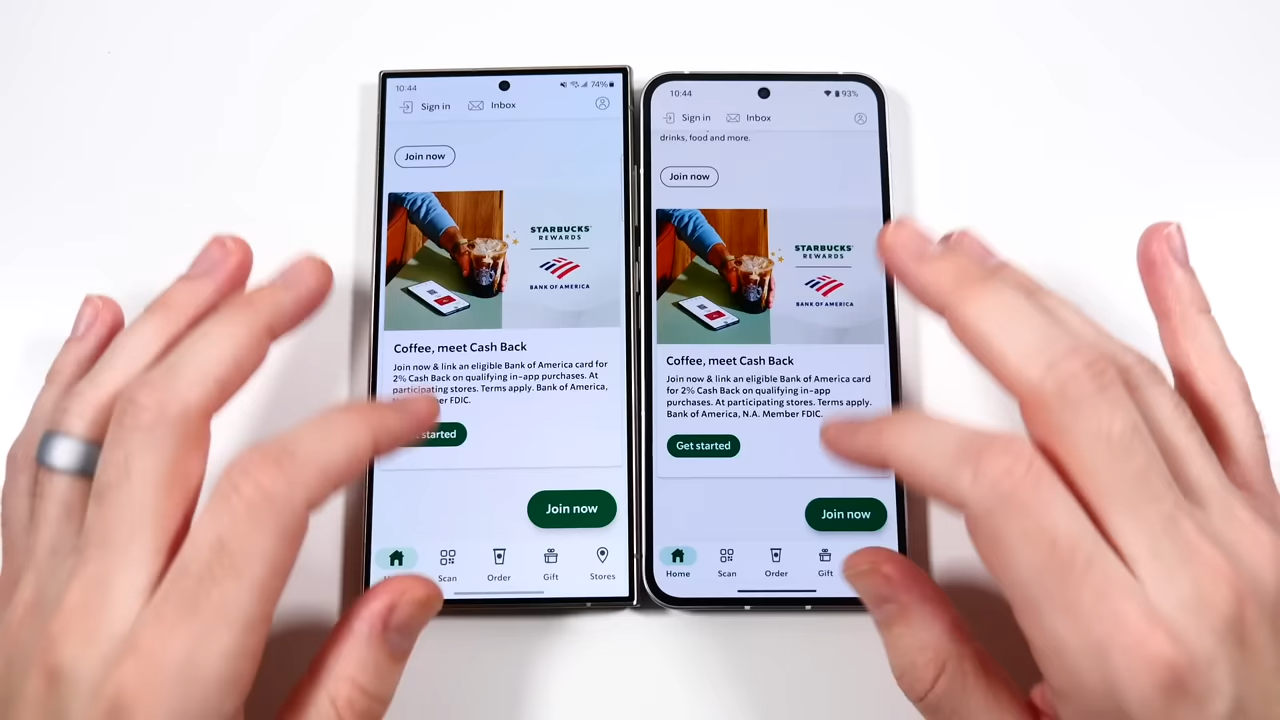 10:44
74%
Sign in
Inbox
Join now
STARBUCKS®
REWARDS
BANK OF AMERICA
Coffee, meet Cash Back
Join now & link an eligible Bank of America card for
2% Cash Back on qualifying in-app purchases. At
participating stores. Terms apply. Bank of America,
FDIC.
started
Join now
Scan
Order
Gift
Stores
10:44
93%
Sign in
Inbox
drinks, food and more.
Join now
STARBUCKS®
REWARDS
BANK OF AMERICA
Coffee, meet Cash Back
Join now & link an eligible Bank of America card
for 2% Cash Back on qualifying in-app
purchases. At participating stores. Terms apply.
Bank of America, N.A. Member FDIC.
Get started
Join now
Home
Scan
Order
Gift